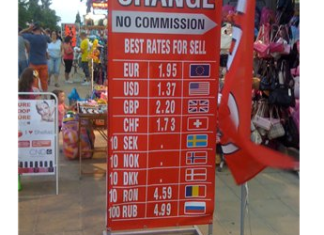 CHANGE
NO COMMISSION
BEST RATES FOR SELL
EUR 1.95
USD 1.37
GBP 2.20
CHF 1.73
10 SEK
10 NOK
10 DKK
10 RON 4.59
100 RUB 4.99